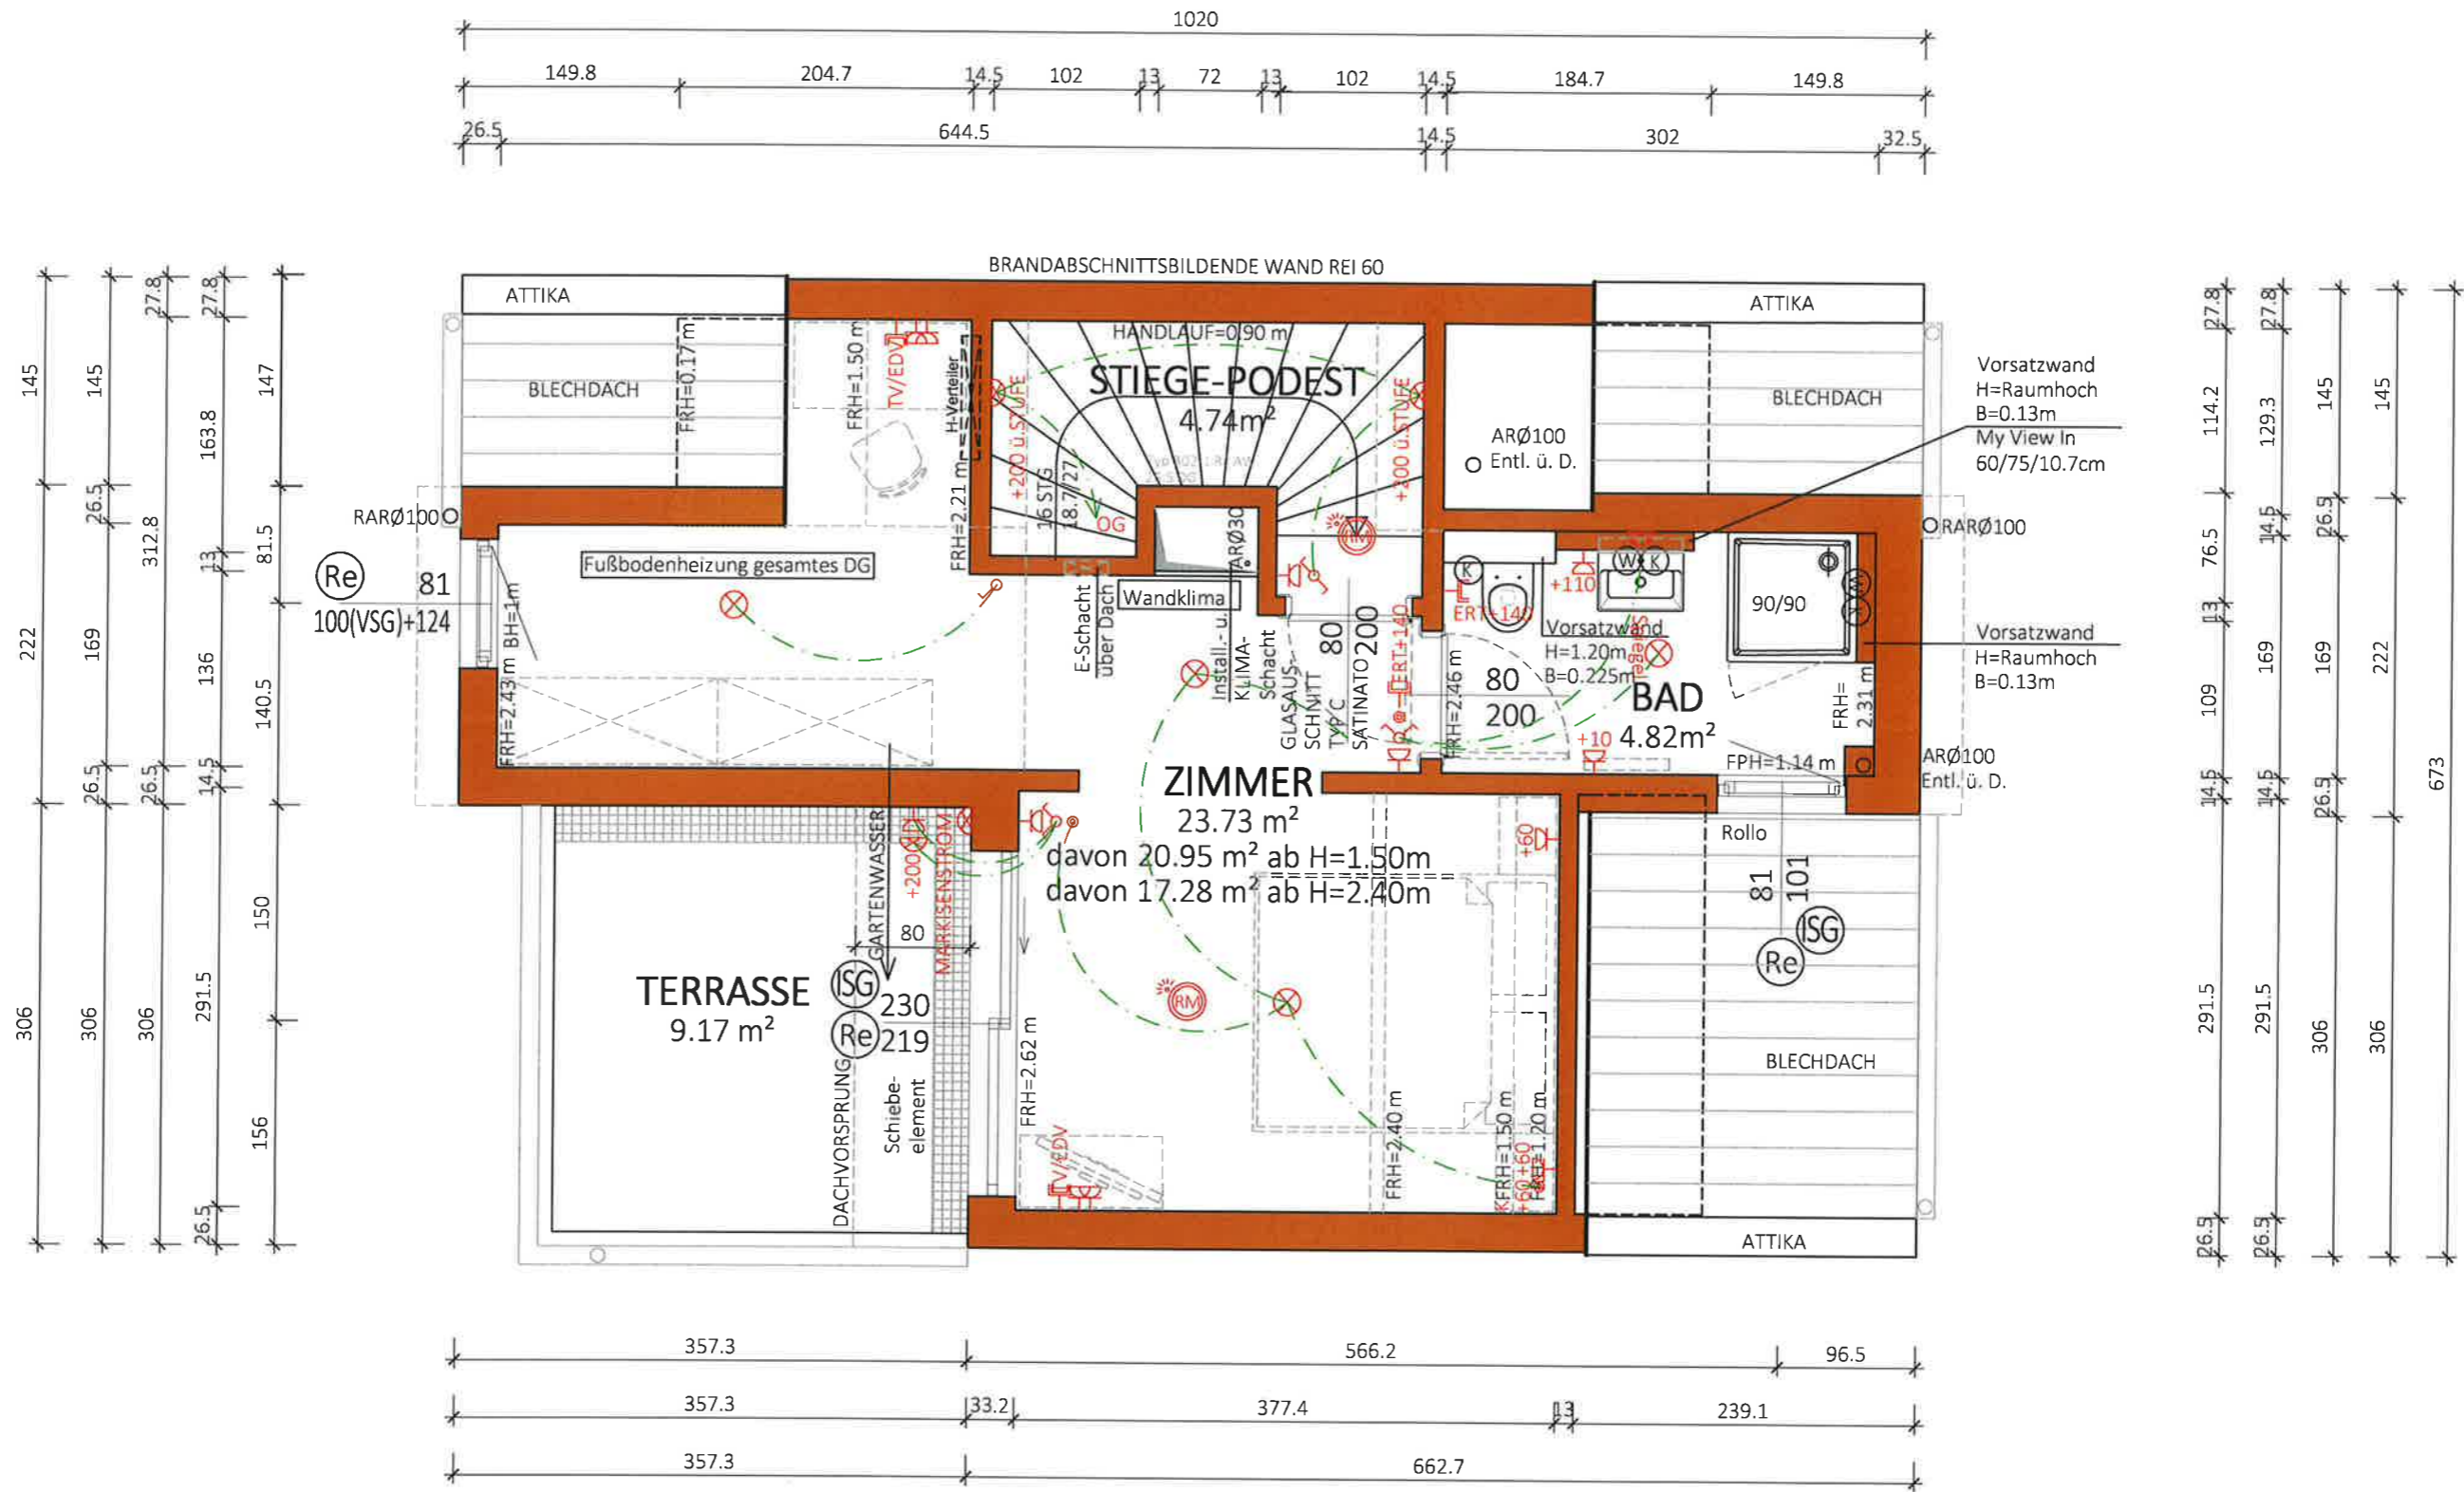 1020
149.8 204.7 14.5 102 13 72 13 102 14.5 184.7 149.8
26.5 644.5 14.5 302 32.5
BRANDABSCHNITTSBILDENDE WAND REI 60
ATTIKA
ATTIKA
BLECHDACH
BLECHDACH
FRH=0.17 m
FRH=1.50 m
TV/EDV
H-Verteiler
FRH=2.21 m
HANDLAUF=0.90 m
STIEGE-PODEST
4.74m²
+200 ü.STUFE
+200 ü.STUFE
16 STG
18.7/27
OG
ARØ30
RM
ARØ100
Entl. ü. D.
Vorsatzwand
H=Raumhoch
B=0.13m
My View In
60/75/10.7cm
RARØ100
RARØ100
Re
81
100(VSG)+124
FRH=2.43 m BH=1m
Fußbodenheizung gesamtes DG
E-Schacht
über Dach
Wandklima
Install.- u.
KLIMA-
Schacht
GLASAUS-
SCHNITT
TYP C
SATINATO
80
200
ERT+140
FRH=2.46 m
80
200
K
ERT+140
+110
W K
Vorsatzwand
H=1.20m
B=0.225m
Spiegel
90/90
W K
BAD
4.82m²
+10
FRH=
2.31 m
FPH=1.14 m
Vorsatzwand
H=Raumhoch
B=0.13m
ARØ100
Entl. ü. D.
ZIMMER
23.73 m²
davon 20.95 m² ab H=1.50m
davon 17.28 m² ab H=2.40m
GARTENWASSER
+200
MARKISENSTROM
80
TERRASSE
9.17 m²
ISG
Re
230
219
DACHVORSPRUNG
Schiebe-
element
FRH=2.62 m
TV/EDV
RM
FRH=2.40 m
KFRH=1.50 m
FRH=1.20 m
+60
+60+60
Rollo
81
101
ISG
Re
BLECHDACH
ATTIKA
145 222 306
145 26.5 169 26.5 306
27.8 312.8 26.5 306
27.8 163.8 13 136 14.5 291.5 26.5
147 81.5 140.5 150 156
27.8 114.2 76.5 13 109 14.5 291.5 26.5
27.8 129.3 14.5 169 14.5 291.5 26.5
145 26.5 169 26.5 306
145 222 306
673
357.3 566.2 96.5
357.3 33.2 377.4 13 239.1
357.3 662.7